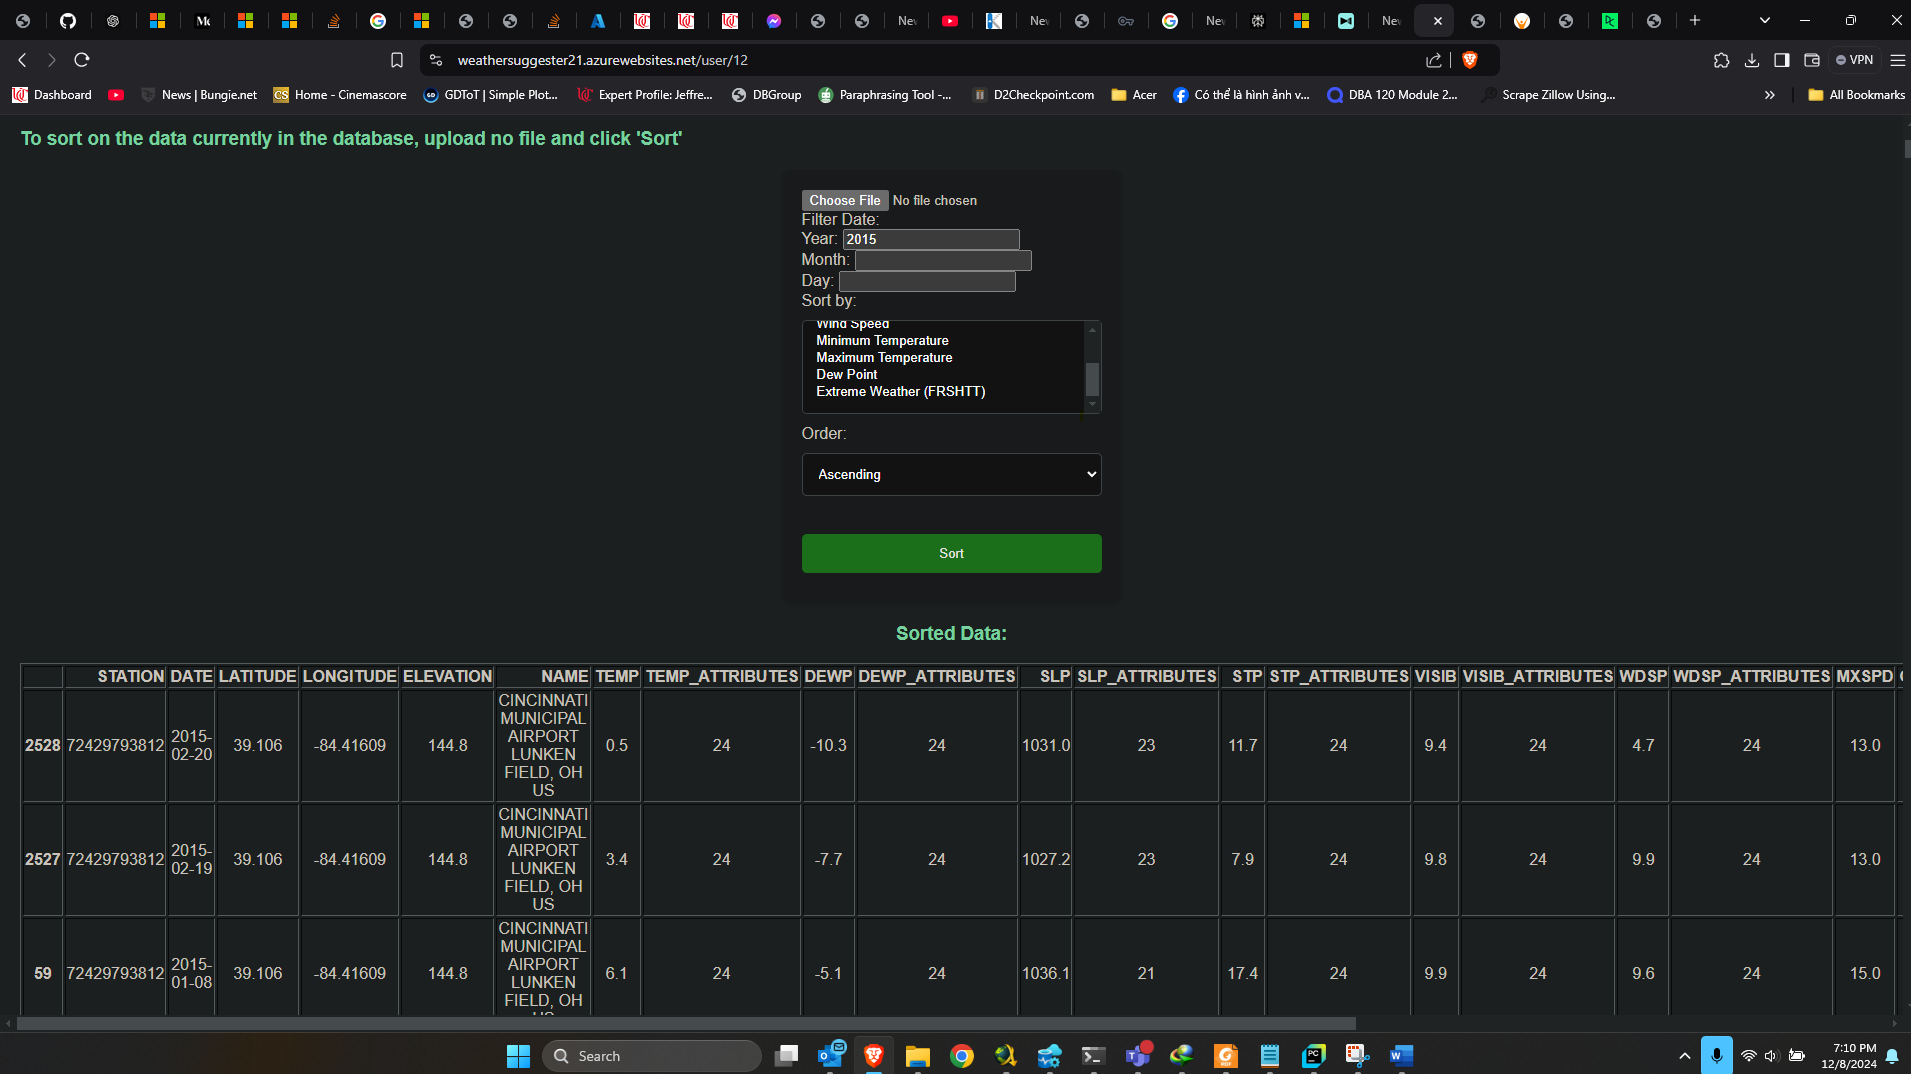 Nev
Nev
Nev
Nev
weathersuggester21.azurewebsites.net/user/12
VPN
Dashboard
News | Bungie.net
Home - Cinemascore
GDToT | Simple Plot...
Expert Profile: Jeffre...
DBGroup
Paraphrasing Tool -...
D2Checkpoint.com
Acer
Có thể là hình ảnh v...
DBA 120 Module 2...
Scrape Zillow Using...
All Bookmarks
To sort on the data currently in the database, upload no file and click 'Sort'
Choose File No file chosen
Filter Date:
Year: 2015
Month:
Day:
Sort by:
Wind Speed
Minimum Temperature
Maximum Temperature
Dew Point
Extreme Weather (FRSHTT)
Order:
Ascending
Sort
Sorted Data:
STATION DATE LATITUDE LONGITUDE ELEVATION NAME TEMP TEMP_ATTRIBUTES DEWP DEWP_ATTRIBUTES SLP SLP_ATTRIBUTES STP STP_ATTRIBUTES VISIB VISIB_ATTRIBUTES WDSP WDSP_ATTRIBUTES MXSPD
2528 72429793812 2015-02-20 39.106 -84.41609 144.8 CINCINNATI MUNICIPAL AIRPORT LUNKEN FIELD, OH US 0.5 24 -10.3 24 1031.0 23 11.7 24 9.4 24 4.7 24 13.0
2527 72429793812 2015-02-19 39.106 -84.41609 144.8 CINCINNATI MUNICIPAL AIRPORT LUNKEN FIELD, OH US 3.4 24 -7.7 24 1027.2 23 7.9 24 9.8 24 9.9 24 13.0
59 72429793812 2015-01-08 39.106 -84.41609 144.8 CINCINNATI MUNICIPAL AIRPORT LUNKEN FIELD, OH US 6.1 24 -5.1 24 1036.1 21 17.4 24 9.9 24 9.6 24 15.0
Search
7:10 PM
12/8/2024